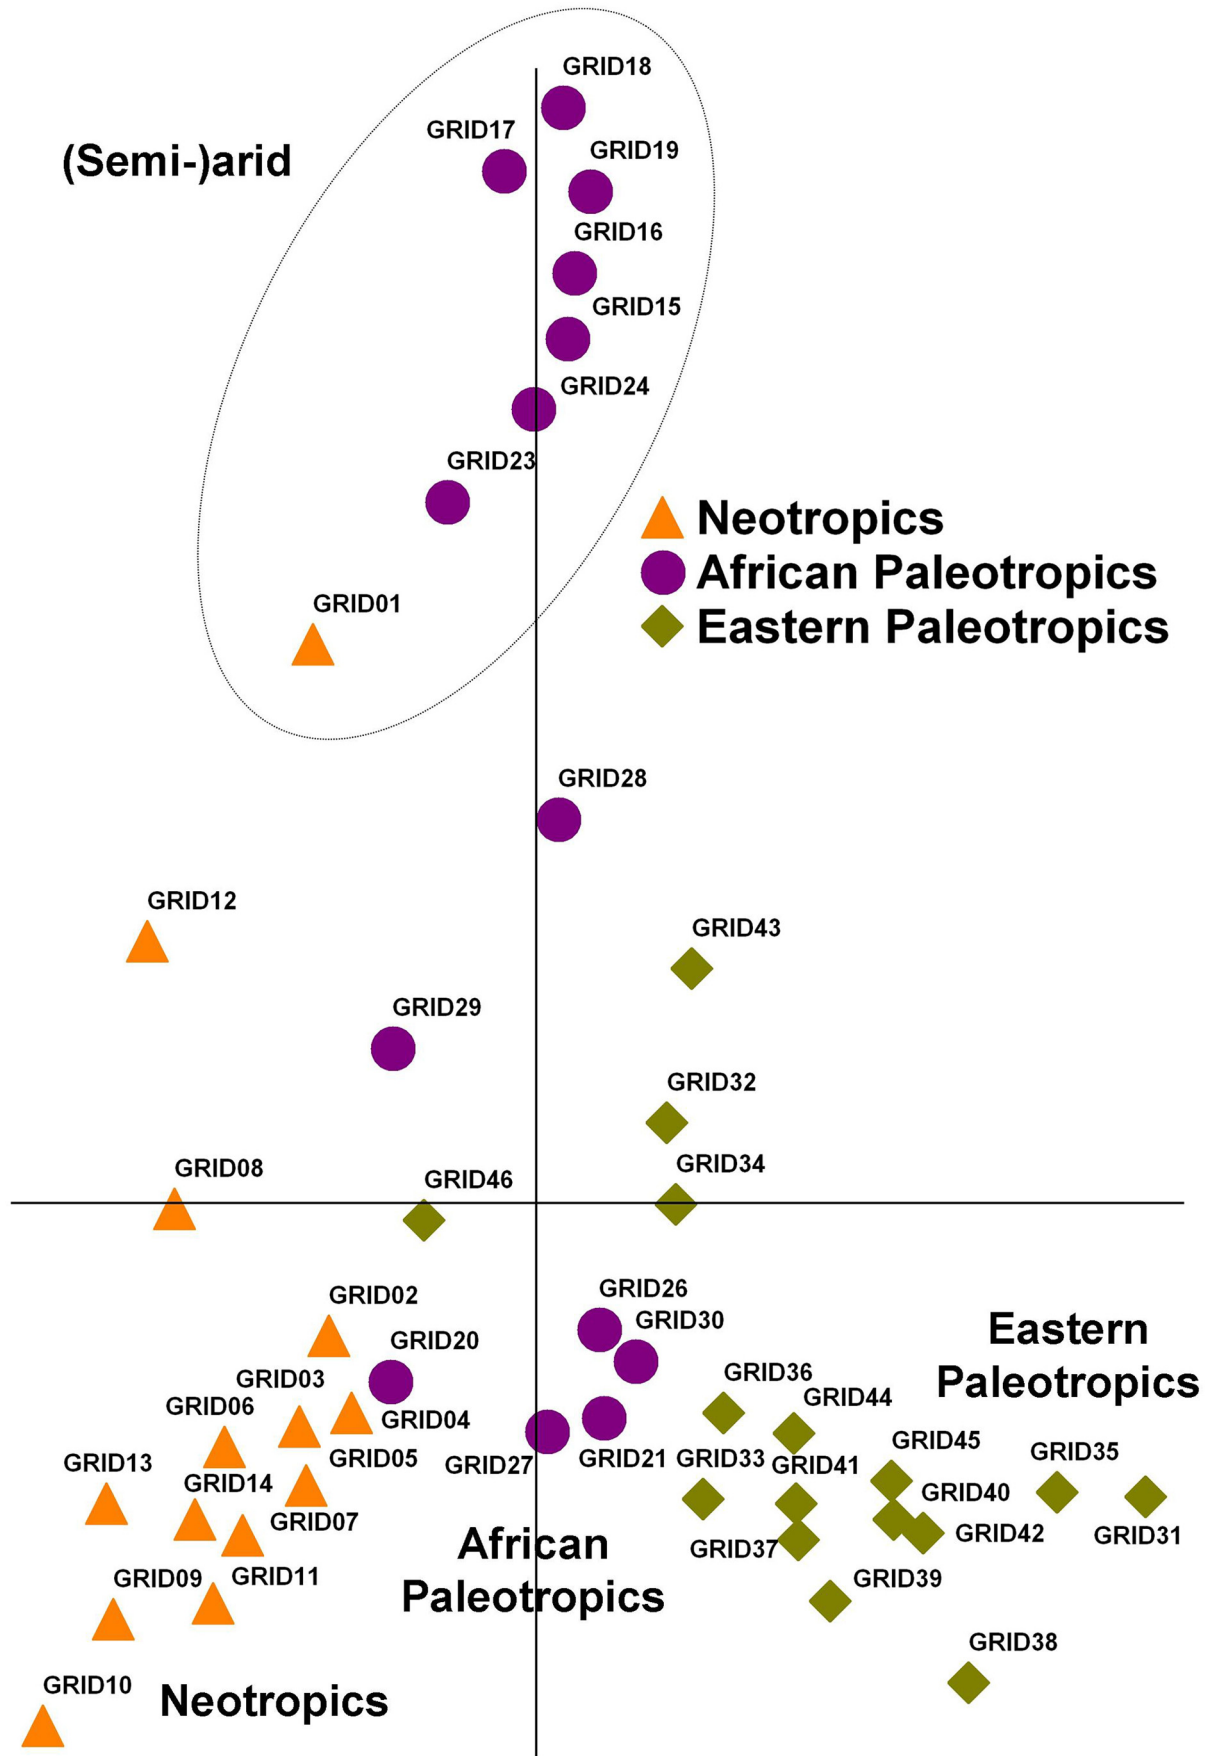 GRID18
GRID17
(Semi-)arid
GRID19
GRID16
GRID15
GRID24
GRID23
Neotropics
African Paleotropics
GRID01
Eastern Paleotropics
GRID28
GRID12
GRID43
GRID29
GRID32
GRID34
GRID08
GRID46
GRID26
GRID02
GRID30
Eastern
Paleotropics
GRID20
GRID36
GRID03
GRID44
GRID06
GRID04
GRID45
GRID35
GRID13
GRID05
GRID27
GRID21
GRID33
GRID41
GRID14
GRID40
GRID07
GRID42
GRID31
African
Paleotropics
GRID37
GRID09
GRID11
GRID39
GRID38
GRID10
Neotropics